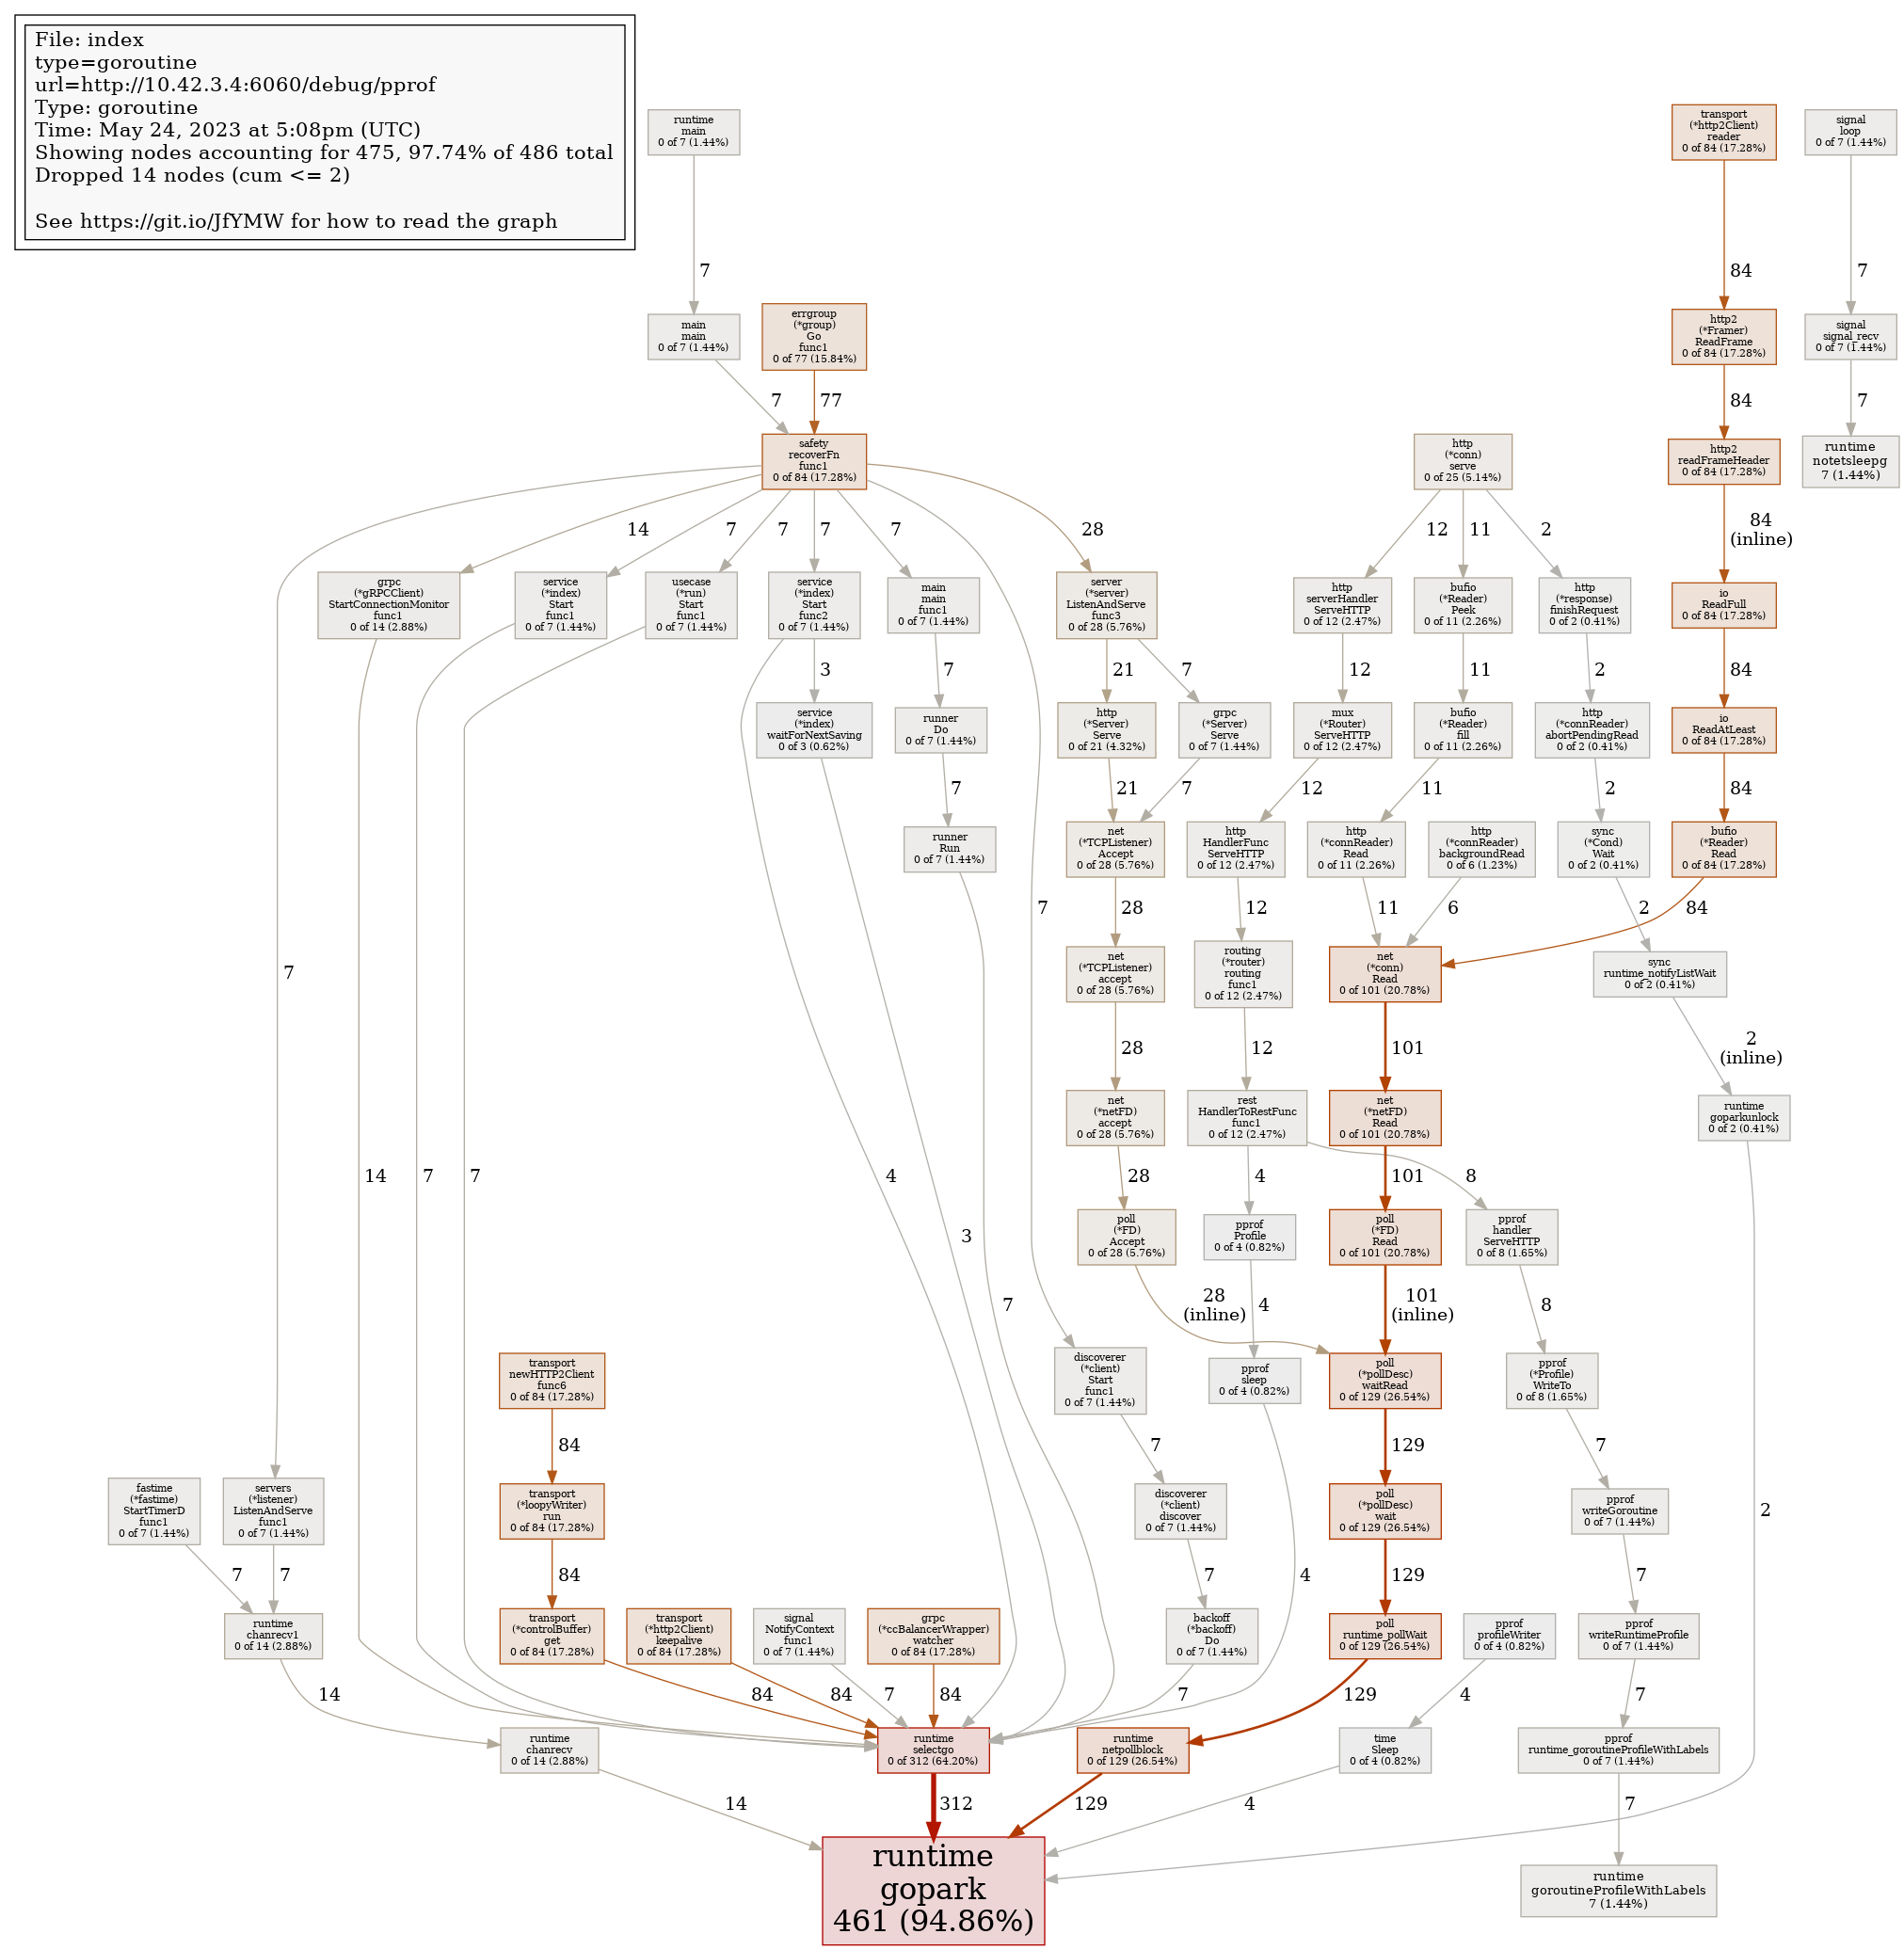 File: index
type=goroutine
url=http://10.42.3.4:6060/debug/pprof
Type: goroutine
Time: May 24, 2023 at 5:08pm (UTC)
Showing nodes accounting for 475, 97.74% of 486 total
Dropped 14 nodes (cum <= 2)
See https://git.io/JfYMW for how to read the graph
runtime
main
0 of 7 (1.44%)
transport
(*http2Client)
reader
0 of 84 (17.28%)
signal
loop
0 of 7 (1.44%)
7
84
7
main
main
0 of 7 (1.44%)
errgroup
(*group)
Go
func1
0 of 77 (15.84%)
http2
(*Framer)
ReadFrame
0 of 84 (17.28%)
signal
signal_recv
0 of 7 (1.44%)
7
77
84
7
safety
recoverFn
func1
0 of 84 (17.28%)
http
(*conn)
serve
0 of 25 (5.14%)
http2
readFrameHeader
0 of 84 (17.28%)
runtime
notetsleepg
7 (1.44%)
14
7
7
7
7
28
12
11
2
84
(inline)
grpc
(*gRPCClient)
StartConnectionMonitor
func1
0 of 14 (2.88%)
service
(*index)
Start
func1
0 of 7 (1.44%)
usecase
(*run)
Start
func1
0 of 7 (1.44%)
service
(*index)
Start
func2
0 of 7 (1.44%)
main
main
func1
0 of 7 (1.44%)
server
(*server)
ListenAndServe
func3
0 of 28 (5.76%)
http
serverHandler
ServeHTTP
0 of 12 (2.47%)
bufio
(*Reader)
Peek
0 of 11 (2.26%)
http
(*response)
finishRequest
0 of 2 (0.41%)
io
ReadFull
0 of 84 (17.28%)
3
7
21
7
12
11
2
84
service
(*index)
waitForNextSaving
0 of 3 (0.62%)
runner
Do
0 of 7 (1.44%)
http
(*Server)
Serve
0 of 21 (4.32%)
grpc
(*Server)
Serve
0 of 7 (1.44%)
mux
(*Router)
ServeHTTP
0 of 12 (2.47%)
bufio
(*Reader)
fill
0 of 11 (2.26%)
http
(*connReader)
abortPendingRead
0 of 2 (0.41%)
io
ReadAtLeast
0 of 84 (17.28%)
7
21
7
12
11
2
84
runner
Run
0 of 7 (1.44%)
net
(*TCPListener)
Accept
0 of 28 (5.76%)
http
HandlerFunc
ServeHTTP
0 of 12 (2.47%)
http
(*connReader)
Read
0 of 11 (2.26%)
http
(*connReader)
backgroundRead
0 of 6 (1.23%)
sync
(*Cond)
Wait
0 of 2 (0.41%)
bufio
(*Reader)
Read
0 of 84 (17.28%)
7
28
12
11
6
2
84
7
net
(*TCPListener)
accept
0 of 28 (5.76%)
routing
(*router)
routing
func1
0 of 12 (2.47%)
net
(*conn)
Read
0 of 101 (20.78%)
sync
runtime_notifyListWait
0 of 2 (0.41%)
28
12
101
2
(inline)
net
(*netFD)
accept
0 of 28 (5.76%)
rest
HandlerToRestFunc
func1
0 of 12 (2.47%)
net
(*netFD)
Read
0 of 101 (20.78%)
runtime
goparkunlock
0 of 2 (0.41%)
14
7
7
4
28
4
101
8
poll
(*FD)
Accept
0 of 28 (5.76%)
pprof
Profile
0 of 4 (0.82%)
poll
(*FD)
Read
0 of 101 (20.78%)
pprof
handler
ServeHTTP
0 of 8 (1.65%)
3
7
28
(inline)
4
101
(inline)
8
transport
newHTTP2Client
func6
0 of 84 (17.28%)
discoverer
(*client)
Start
func1
0 of 7 (1.44%)
pprof
sleep
0 of 4 (0.82%)
poll
(*pollDesc)
waitRead
0 of 129 (26.54%)
pprof
(*Profile)
WriteTo
0 of 8 (1.65%)
84
7
129
7
fastime
(*fastime)
StartTimerD
func1
0 of 7 (1.44%)
servers
(*listener)
ListenAndServe
func1
0 of 7 (1.44%)
transport
(*loopyWriter)
run
0 of 84 (17.28%)
discoverer
(*client)
discover
0 of 7 (1.44%)
poll
(*pollDesc)
wait
0 of 129 (26.54%)
pprof
writeGoroutine
0 of 7 (1.44%)
2
7
7
84
7
4
129
7
runtime
chanrecv1
0 of 14 (2.88%)
transport
(*controlBuffer)
get
0 of 84 (17.28%)
transport
(*http2Client)
keepalive
0 of 84 (17.28%)
signal
NotifyContext
func1
0 of 7 (1.44%)
grpc
(*ccBalancerWrapper)
watcher
0 of 84 (17.28%)
backoff
(*backoff)
Do
0 of 7 (1.44%)
poll
runtime_pollWait
0 of 129 (26.54%)
pprof
profileWriter
0 of 4 (0.82%)
pprof
writeRuntimeProfile
0 of 7 (1.44%)
14
84
84
7
84
7
129
4
7
runtime
chanrecv
0 of 14 (2.88%)
runtime
selectgo
0 of 312 (64.20%)
runtime
netpollblock
0 of 129 (26.54%)
time
Sleep
0 of 4 (0.82%)
pprof
runtime_goroutineProfileWithLabels
0 of 7 (1.44%)
14
312
129
4
7
runtime
gopark
461 (94.86%)
runtime
goroutineProfileWithLabels
7 (1.44%)